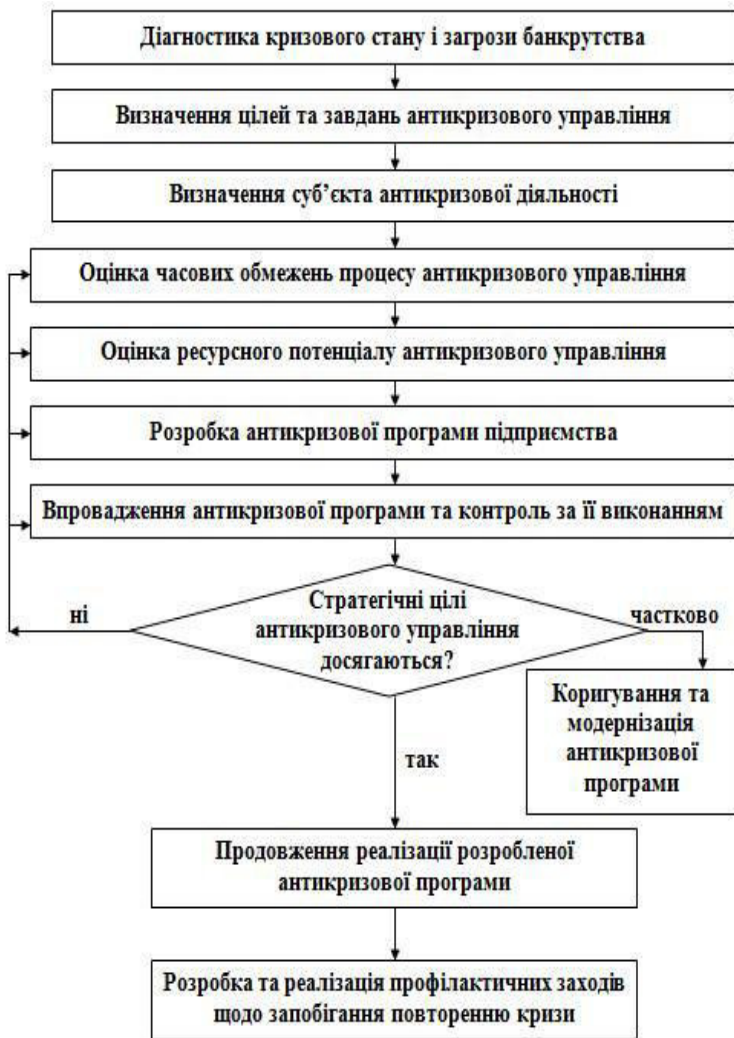 Діагностика кризового стану і загрози банкрутства
Визначення цілей та завдань антикризового управління
Визначення суб’єкта антикризової діяльності
Оцінка часових обмежень процесу антикризового управління
Оцінка ресурсного потенціалу антикризового управління
Розробка антикризової програми підприємства
Впровадження антикризової програми та контроль за її виконанням
Стратегічні цілі
антикризового управління
досягаються?
ні
частково
Коригування та
модернізація
антикризової
програми
так
Продовження реалізації розробленої
антикризової програми
Розробка та реалізація профілактичних заходів
щодо запобігання повторенню кризи